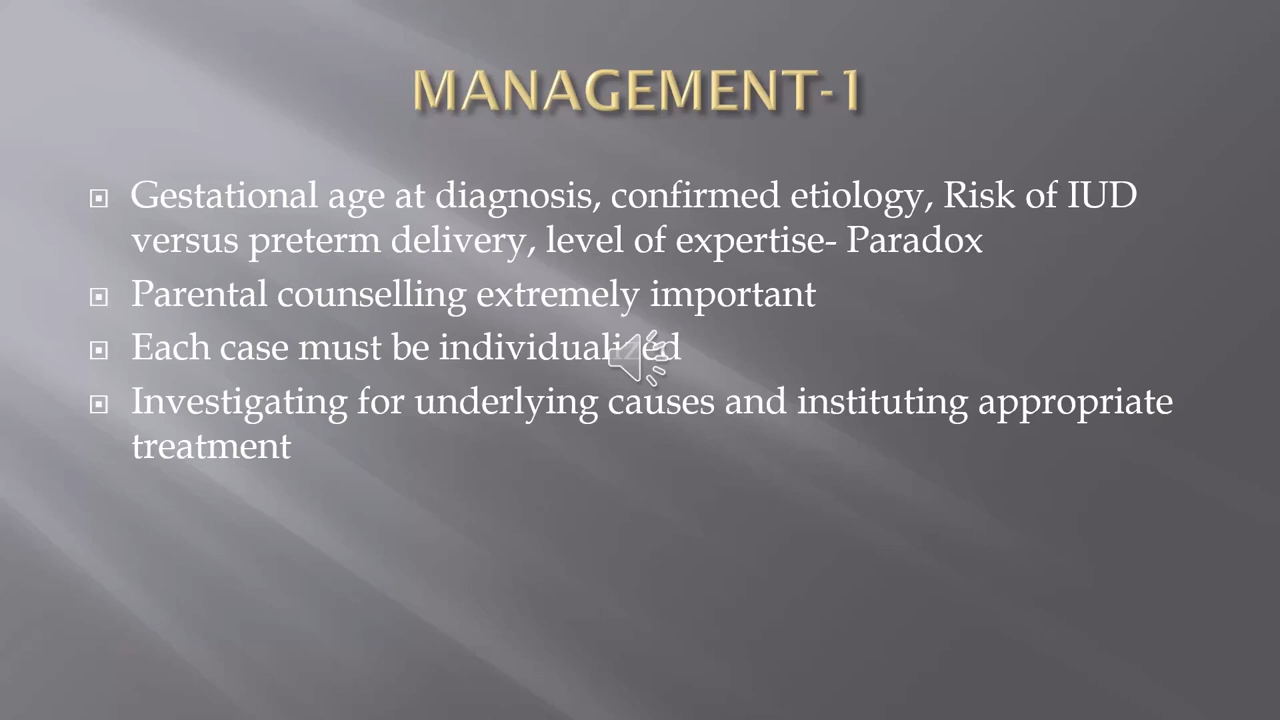 MANAGEMENT-1
Gestational age at diagnosis, confirmed etiology, Risk of IUD
versus preterm delivery, level of expertise- Paradox
Parental counselling extremely important
Each case must be individualized
Investigating for underlying causes and instituting appropriate
treatment